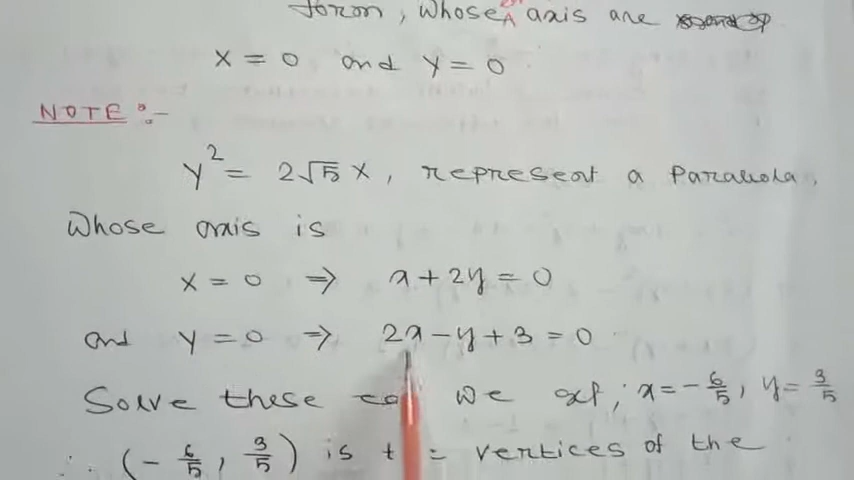 form, whose axis are
x = 0 and y = 0
NOTE :-
y² = 2√5 x, represent a Parabola,
whose axis is
x = 0 ⇒ x + 2y = 0
and y = 0 ⇒ 2x - y + 3 = 0
Solve these we get, x = -6/5, y = 3/5
∴ (-6/5, 3/5) is vertices of the